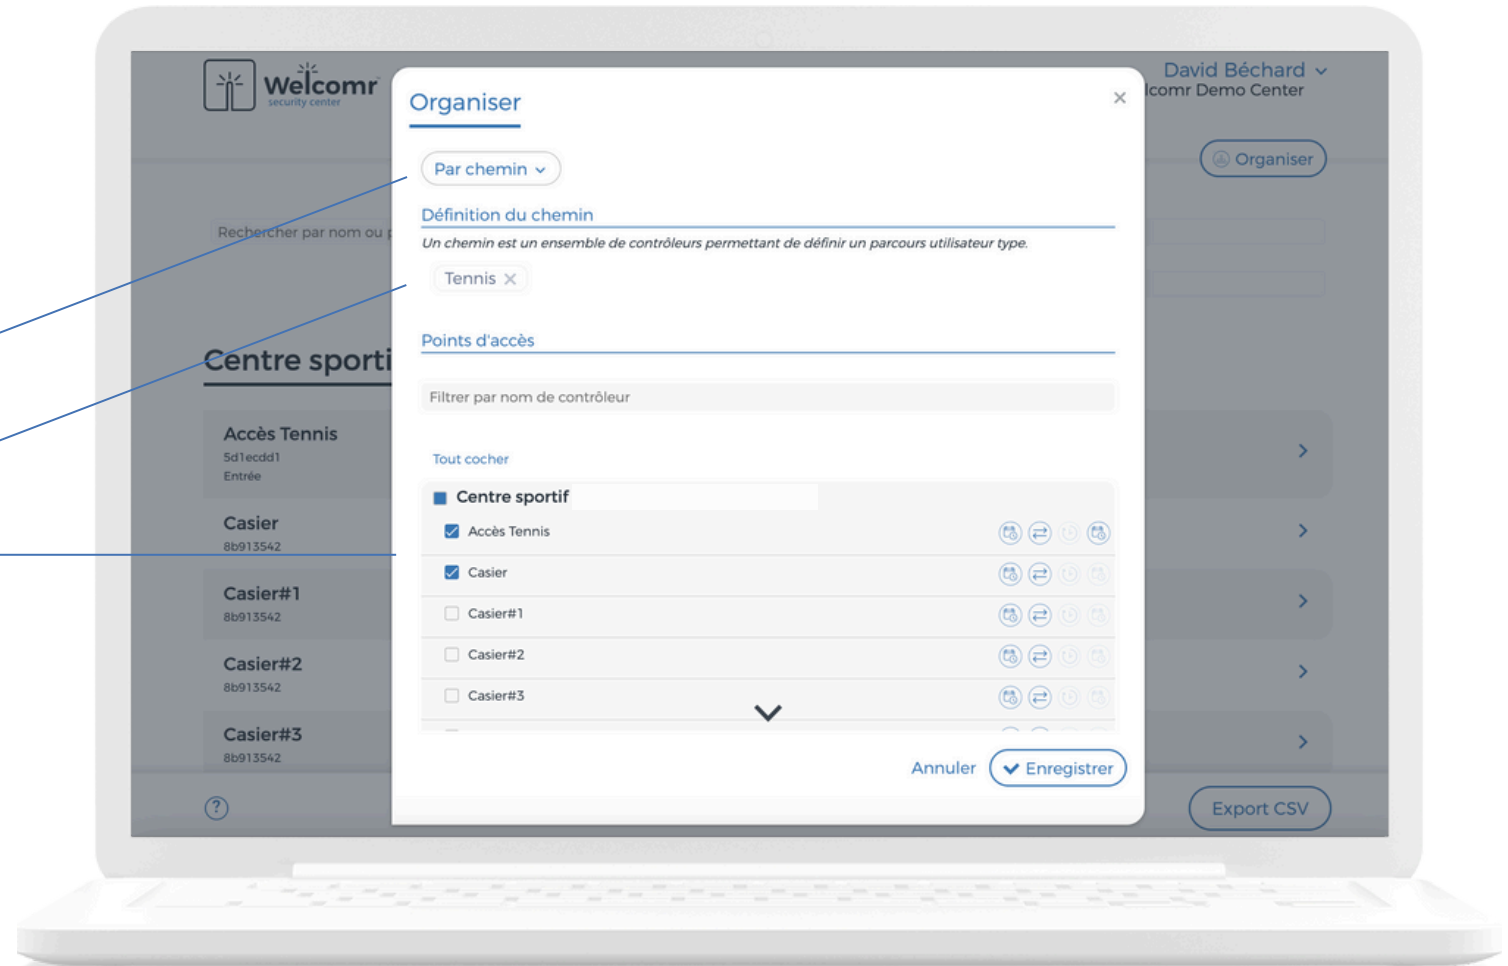 Welcomr
security center
David Béchard
lcomr Demo Center
Organiser
Organiser
Par chemin
Définition du chemin
Rechercher par nom ou p
Un chemin est un ensemble de contrôleurs permettant de définir un parcours utilisateur type.
Tennis
Points d'accès
Centre sporti
Filtrer par nom de contrôleur
Accès Tennis
5d1ecdd1
Entrée
Casier
8b913542
Casier#1
8b913542
Casier#2
8b913542
Casier#3
8b913542
Tout cocher
Centre sportif
Accès Tennis
Casier
Casier#1
Casier#2
Casier#3
Annuler
Enregistrer
?
Export CSV